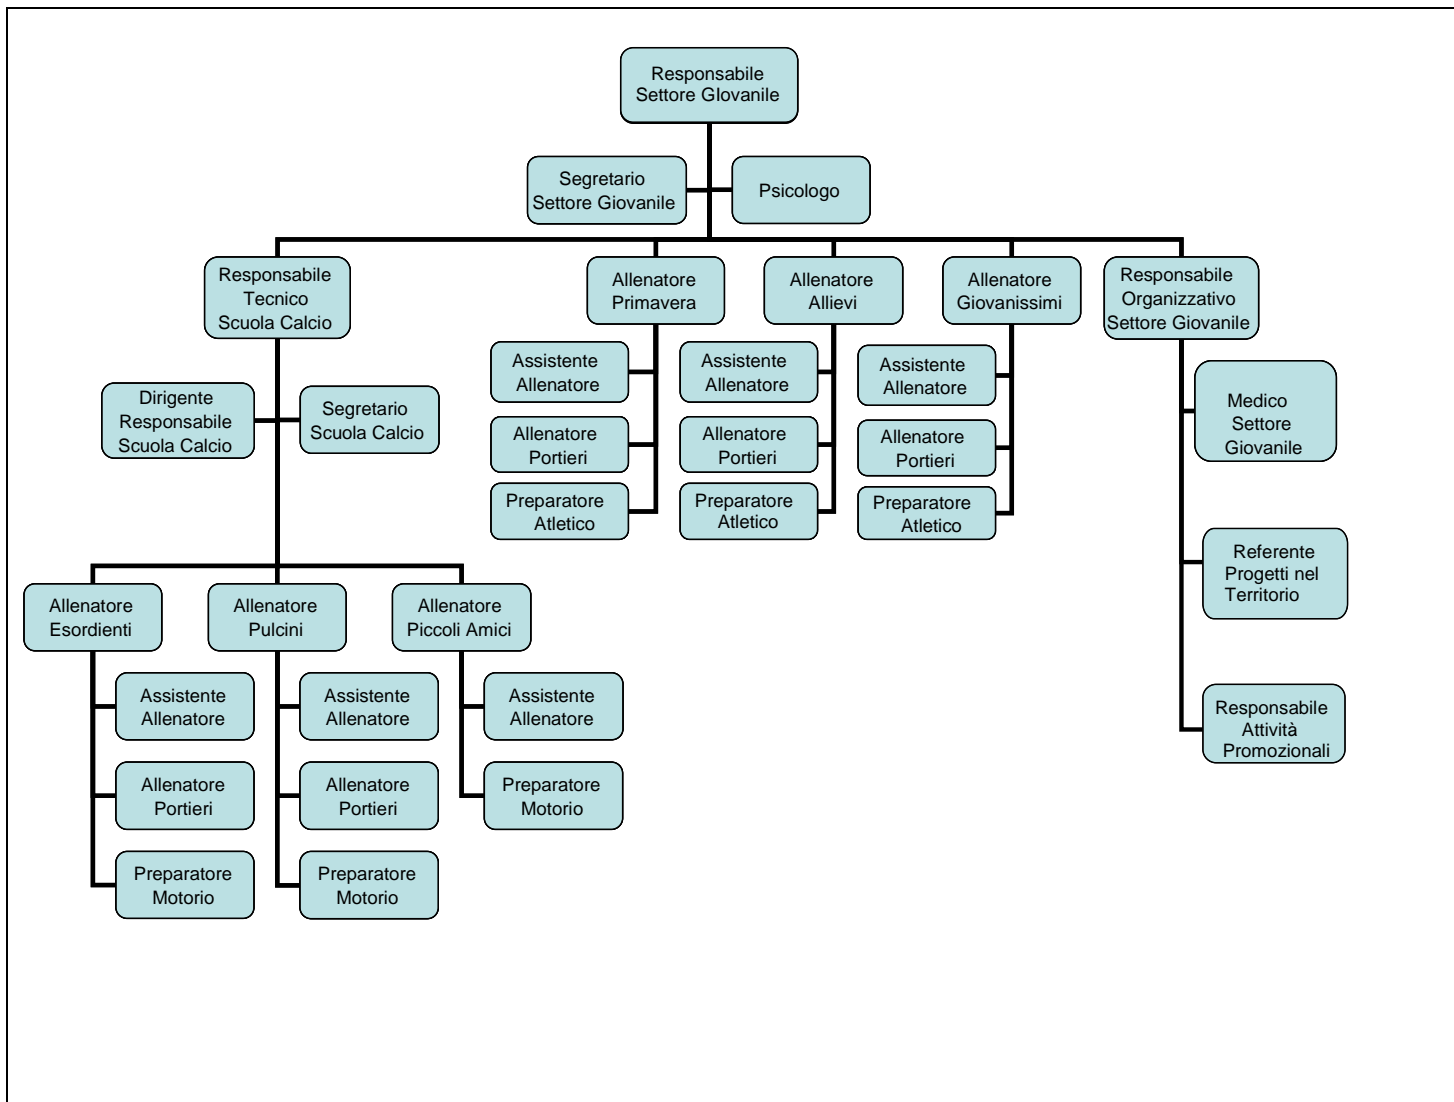 Responsabile
Settore GIovanile
Segretario
Settore Giovanile
Psicologo
Responsabile
Tecnico
Scuola Calcio
Allenatore
Primavera
Allenatore
Allievi
Allenatore
Giovanissimi
Responsabile
Organizzativo
Settore Giovanile
Dirigente
Responsabile
Scuola Calcio
Segretario
Scuola Calcio
Assistente
Allenatore
Allenatore
Portieri
Preparatore
Atletico
Assistente
Allenatore
Allenatore
Portieri
Preparatore
Atletico
Assistente
Allenatore
Allenatore
Portieri
Preparatore
Atletico
Medico
Settore
Giovanile
Referente
Progetti nel
Territorio
Responsabile
Attività
Promozionali
Allenatore
Esordienti
Allenatore
Pulcini
Allenatore
Piccoli Amici
Assistente
Allenatore
Allenatore
Portieri
Preparatore
Motorio
Assistente
Allenatore
Allenatore
Portieri
Preparatore
Motorio
Assistente
Allenatore
Preparatore
Motorio